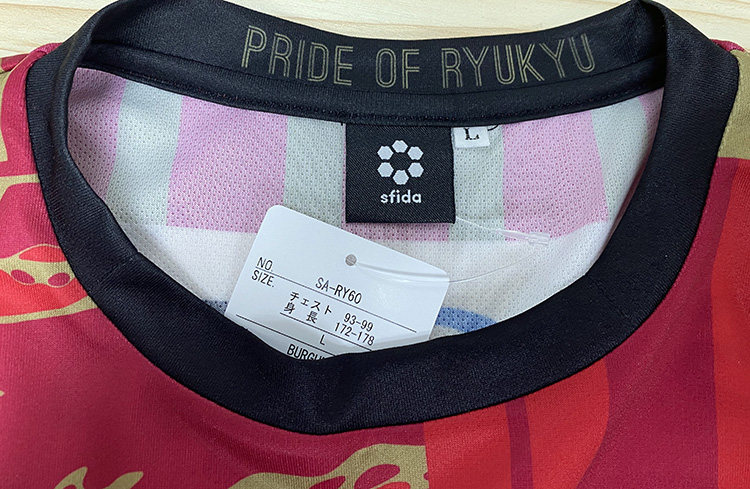 PRIDE OF RYUKYU
L
sfida
NO SA-RY60
SIZE. チェスト 93-99
身長 172-178
L